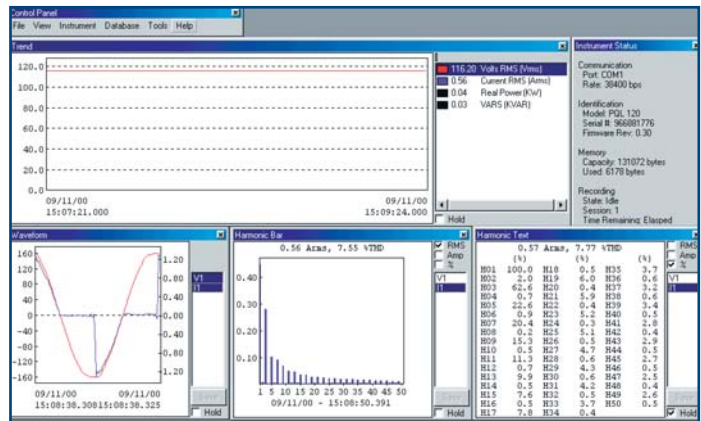 Control Panel
File View Instrument Database Tools Help
Trend
120.0
100.0
80.0
60.0
40.0
20.0
0.0
09/11/00
15:07:21.000
09/11/00
15:09:24.000
116.20 Volts RMS (Vrms)
0.56 Current RMS (Arms)
0.04 Real Power (KW)
0.03 VARS (KVAR)
Hold
Instrument Status
Communication
Port: COM1
Rate: 38400 bps
Identification
Model: PQL 120
Serial #: 966881776
Firmware Rev: 0.30
Memory
Capacity: 131072 bytes
Used: 6178 bytes
Recording
State: Idle
Session: 1
Time Remaining: Elapsed
Waveform
160
120
80
40
0
-40
-80
-120
-160
1.20
0.80
0.40
0.00
-0.40
-0.80
-1.20
09/11/00
15:08:38.308
09/11/00
15:08:38.325
V1
I1
Save
Hold
Harmonic Bar
0.56 Arms, 7.55 %THD
0.40
0.30
0.20
0.10
1 5 10 15 20 25 30 35 40 45 50
09/11/00 - 15:08:50.391
RMS
Amp
%
V1
I1
Save
Hold
Harmonic Text
0.57 Arms, 7.77 %THD
(%) (%) (%)
H01 100.0 H18 0.5 H35 3.7
H02 2.0 H19 6.0 H36 0.6
H03 62.6 H20 0.4 H37 3.2
H04 0.7 H21 5.9 H38 0.6
H05 22.6 H22 0.4 H39 3.4
H06 0.9 H23 5.2 H40 0.5
H07 20.4 H24 0.3 H41 2.8
H08 0.2 H25 5.1 H42 0.4
H09 15.3 H26 0.5 H43 2.9
H10 0.5 H27 4.7 H44 0.5
H11 11.3 H28 0.6 H45 2.7
H12 0.7 H29 4.3 H46 0.5
H13 9.9 H30 0.6 H47 2.5
H14 0.5 H31 4.2 H48 0.4
H15 7.6 H32 0.5 H49 2.6
H16 0.5 H33 3.7 H50 0.5
H17 7.8 H34 0.4
RMS
Amp
%
V1
I1
Save
Hold